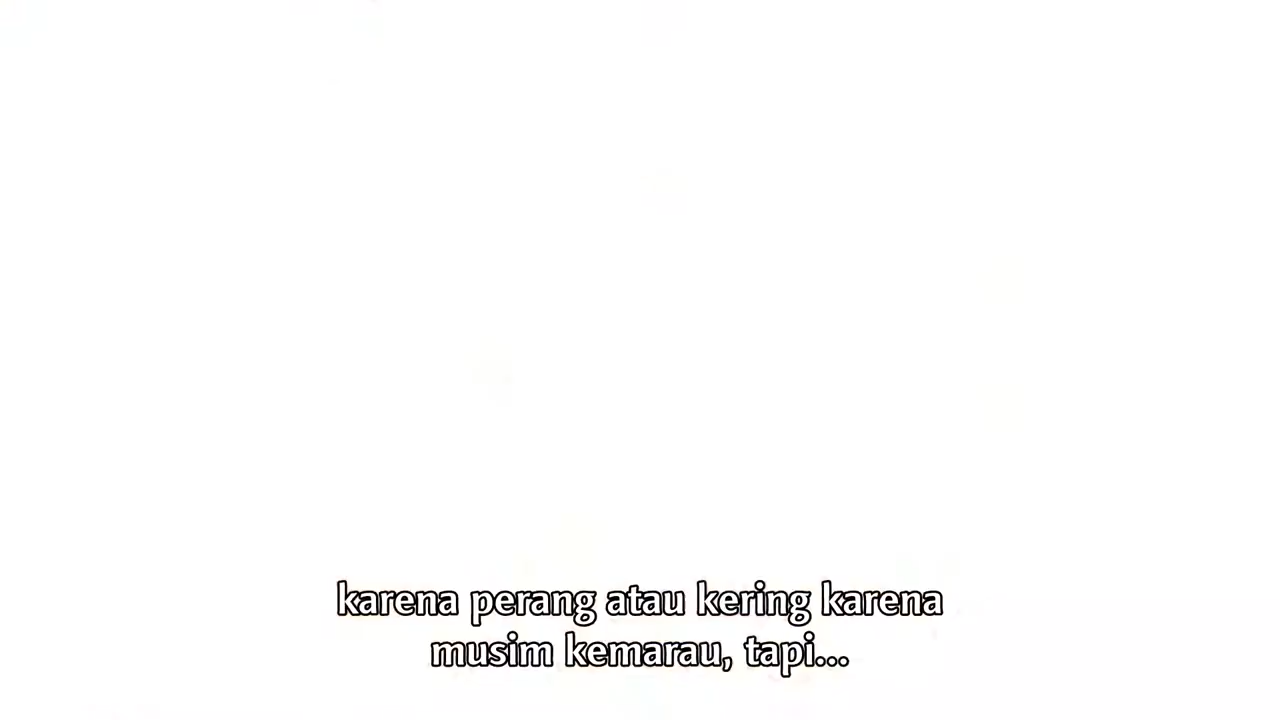 karena perang atau kering karena
musim kemarau, tapi...